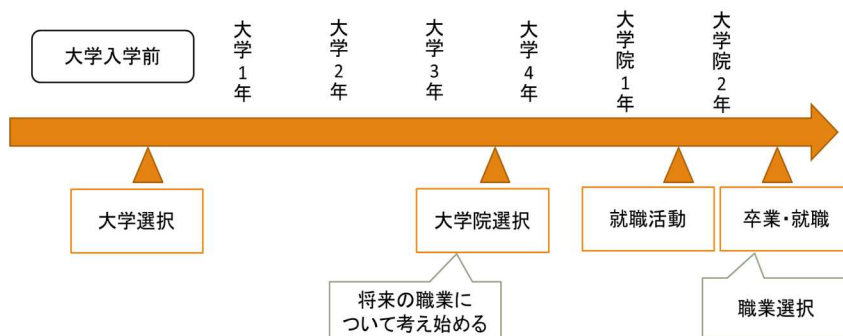 大学入学前
大学1年
大学2年
大学3年
大学4年
大学院1年
大学院2年
大学選択
大学院選択
就職活動
卒業・就職
将来の職業に
ついて考え始める
職業選択